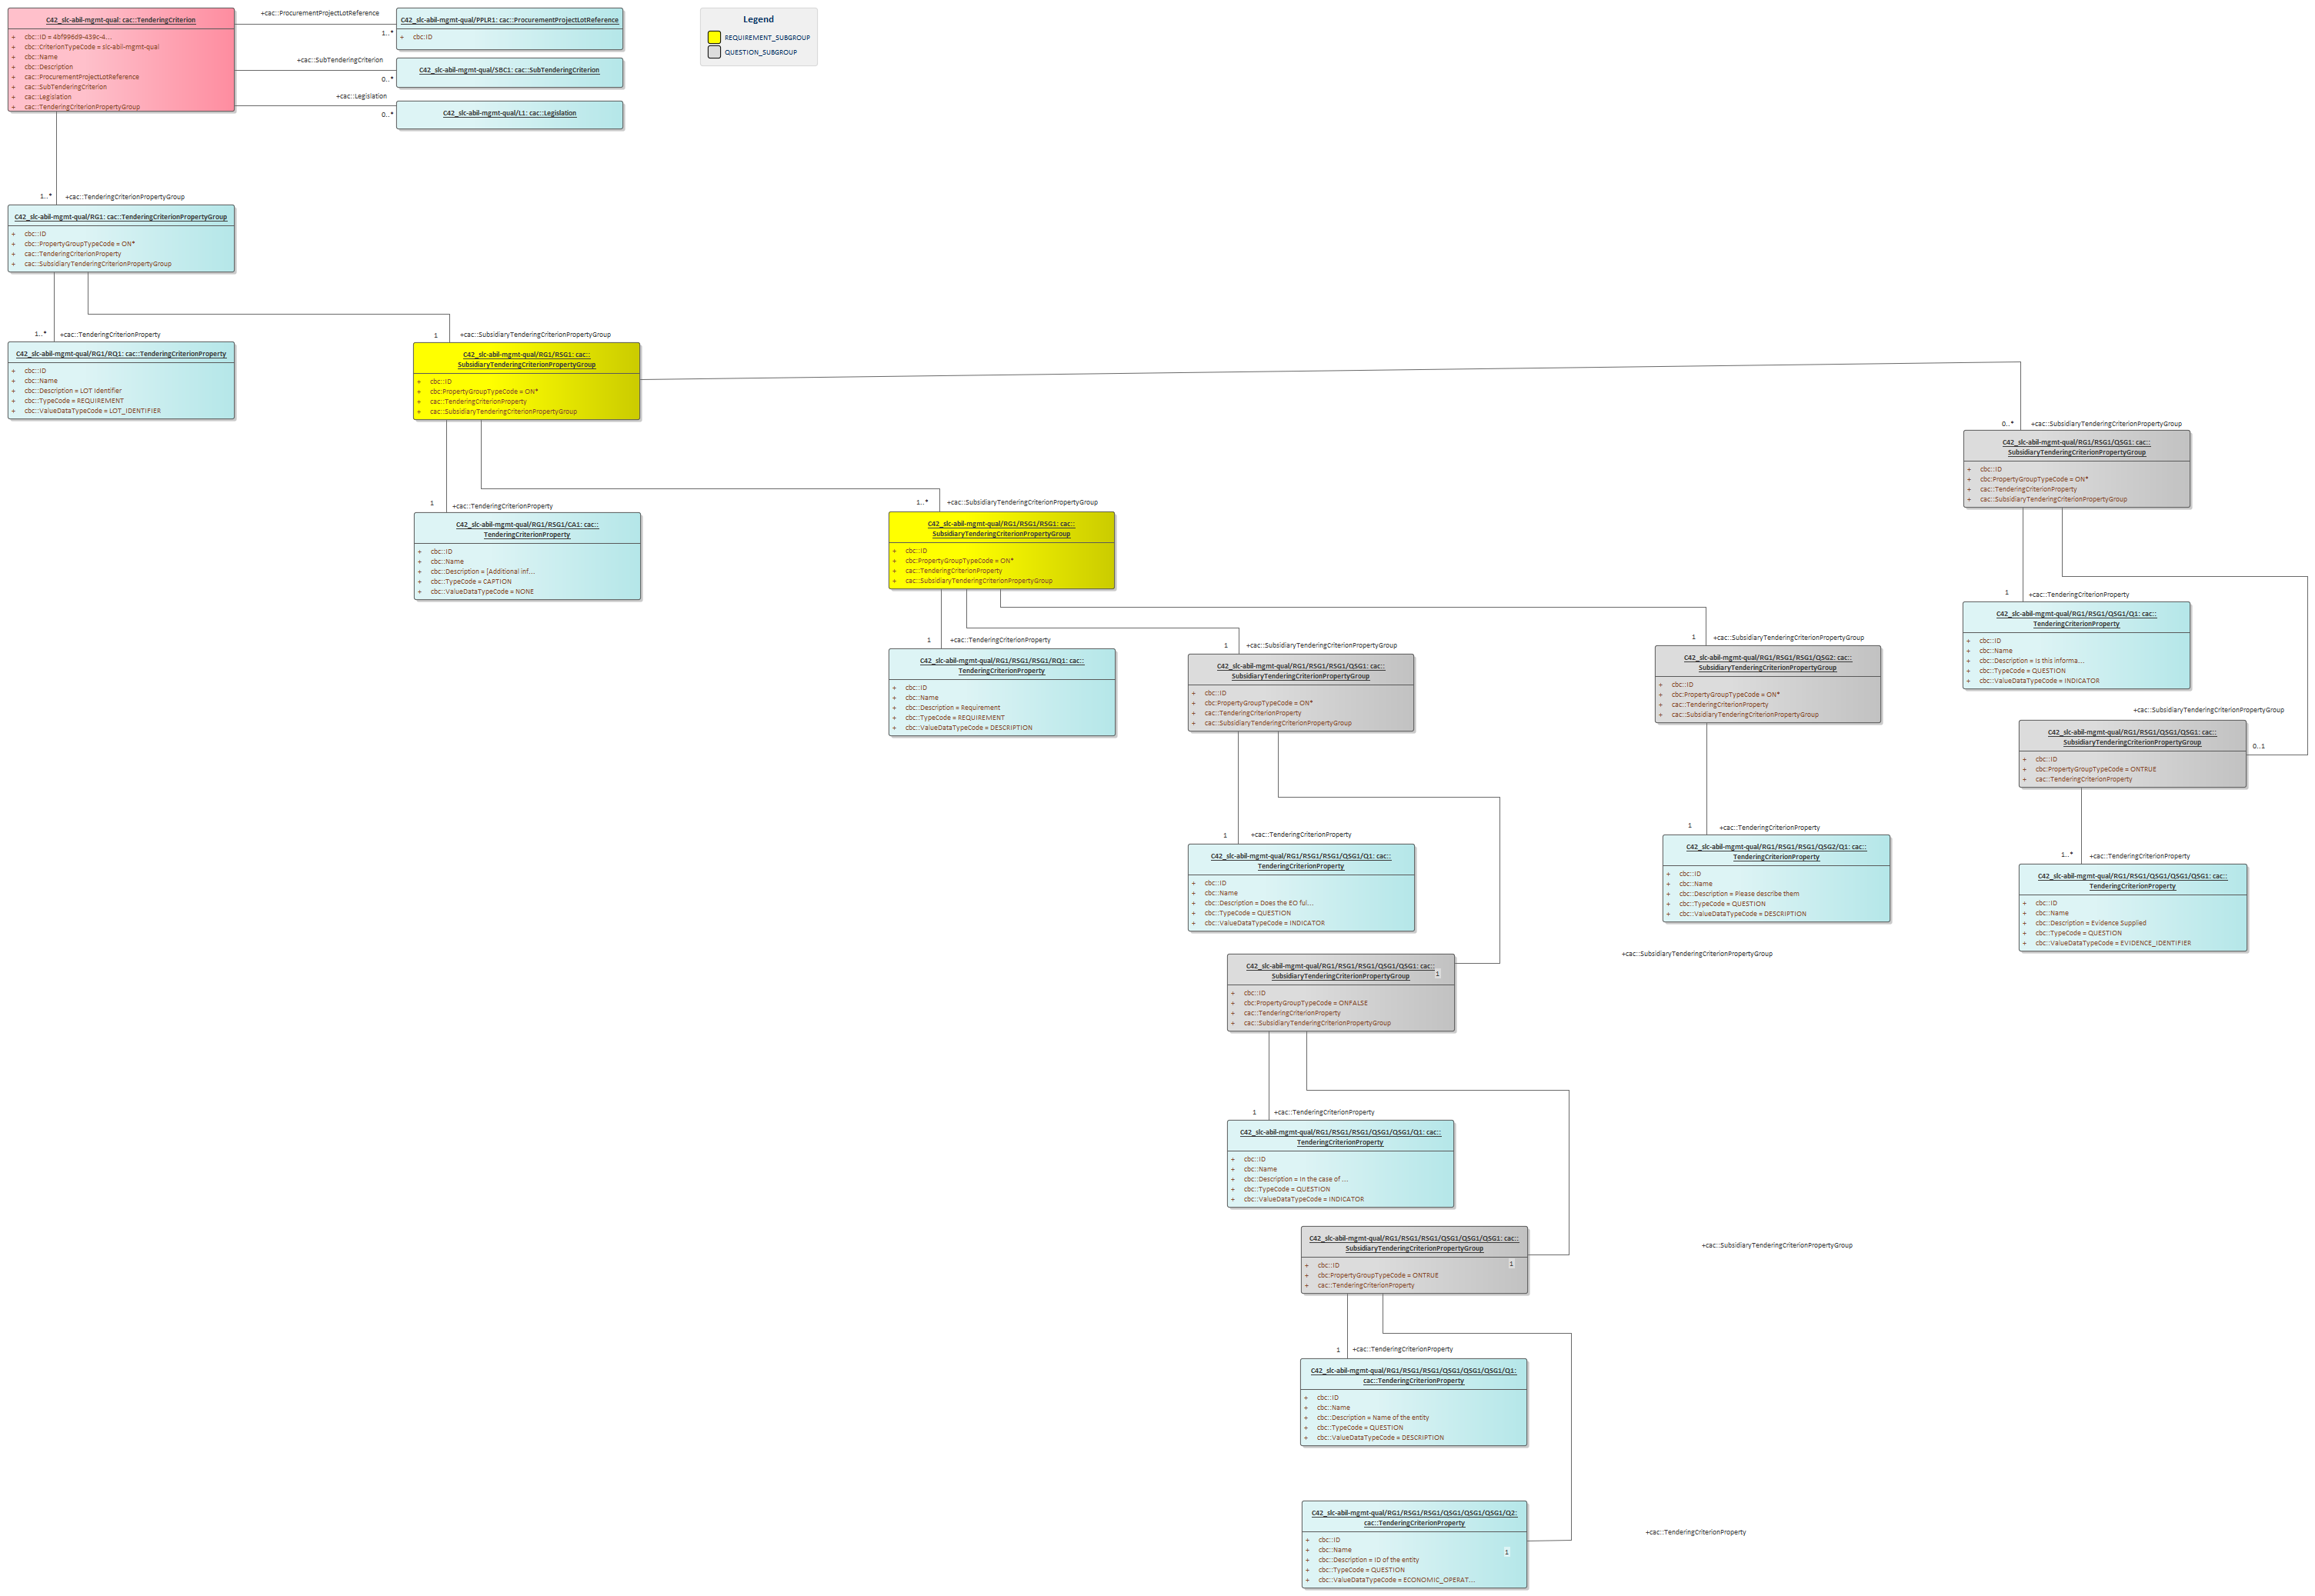 C42_slc-abil-mgmt-qual: cac::TenderingCriterion
+ cbc::ID = 4bf996d9-439c-4...
+ cbc::CriterionTypeCode = slc-abil-mgmt-qual
+ cbc::Name
+ cbc::Description
+ cac::ProcurementProjectLotReference
+ cac::SubTenderingCriterion
+ cac::Legislation
+ cac::TenderingCriterionPropertyGroup
+cac::ProcurementProjectLotReference
1..*
C42_slc-abil-mgmt-qual/PPLR1: cac::ProcurementProjectLotReference
+ cbc:ID
+cac::SubTenderingCriterion
0..*
C42_slc-abil-mgmt-qual/SBC1: cac::SubTenderingCriterion
+cac::Legislation
0..*
C42_slc-abil-mgmt-qual/L1: cac::Legislation
Legend
REQUIREMENT_SUBGROUP
QUESTION_SUBGROUP
1..* +cac::TenderingCriterionPropertyGroup
C42_slc-abil-mgmt-qual/RG1: cac::TenderingCriterionPropertyGroup
+ cbc::ID
+ cbc::PropertyGroupTypeCode = ON*
+ cac::TenderingCriterionProperty
+ cac::SubsidiaryTenderingCriterionPropertyGroup
1..* +cac::TenderingCriterionProperty
C42_slc-abil-mgmt-qual/RG1/RQ1: cac::TenderingCriterionProperty
+ cbc::ID
+ cbc::Name
+ cbc::Description = LOT Identifier
+ cbc::TypeCode = REQUIREMENT
+ cbc::ValueDataTypeCode = LOT_IDENTIFIER
1 +cac::SubsidiaryTenderingCriterionPropertyGroup
C42_slc-abil-mgmt-qual/RG1/RSG1: cac::
SubsidiaryTenderingCriterionPropertyGroup
+ cbc::ID
+ cbc:PropertyGroupTypeCode = ON*
+ cac::TenderingCriterionProperty
+ cac::SubsidiaryTenderingCriterionPropertyGroup
1 +cac::TenderingCriterionProperty
C42_slc-abil-mgmt-qual/RG1/RSG1/CA1: cac::
TenderingCriterionProperty
+ cbc::ID
+ cbc::Name
+ cbc::Description = [Additional inf...
+ cbc::TypeCode = CAPTION
+ cbc::ValueDataTypeCode = NONE
1..* +cac::SubsidiaryTenderingCriterionPropertyGroup
C42_slc-abil-mgmt-qual/RG1/RSG1/RSG1: cac::
SubsidiaryTenderingCriterionPropertyGroup
+ cbc::ID
+ cbc:PropertyGroupTypeCode = ON*
+ cac::TenderingCriterionProperty
+ cac::SubsidiaryTenderingCriterionPropertyGroup
1 +cac::TenderingCriterionProperty
C42_slc-abil-mgmt-qual/RG1/RSG1/RSG1/RQ1: cac::
TenderingCriterionProperty
+ cbc::ID
+ cbc::Name
+ cbc::Description = Requirement
+ cbc::TypeCode = REQUIREMENT
+ cbc::ValueDataTypeCode = DESCRIPTION
1 +cac::SubsidiaryTenderingCriterionPropertyGroup
C42_slc-abil-mgmt-qual/RG1/RSG1/RSG1/QSG1: cac::
SubsidiaryTenderingCriterionPropertyGroup
+ cbc::ID
+ cbc:PropertyGroupTypeCode = ON*
+ cac::TenderingCriterionProperty
+ cac::SubsidiaryTenderingCriterionPropertyGroup
1 +cac::SubsidiaryTenderingCriterionPropertyGroup
C42_slc-abil-mgmt-qual/RG1/RSG1/RSG1/QSG2: cac::
SubsidiaryTenderingCriterionPropertyGroup
+ cbc::ID
+ cbc:PropertyGroupTypeCode = ON*
+ cac::TenderingCriterionProperty
+ cac::SubsidiaryTenderingCriterionPropertyGroup
0..* +cac::SubsidiaryTenderingCriterionPropertyGroup
C42_slc-abil-mgmt-qual/RG1/RSG1/QSG1: cac::
SubsidiaryTenderingCriterionPropertyGroup
+ cbc::ID
+ cbc:PropertyGroupTypeCode = ON*
+ cac::TenderingCriterionProperty
+ cac::SubsidiaryTenderingCriterionPropertyGroup
1 +cac::TenderingCriterionProperty
C42_slc-abil-mgmt-qual/RG1/RSG1/QSG1/Q1: cac::
TenderingCriterionProperty
+ cbc::ID
+ cbc::Name
+ cbc::Description = Is this informa...
+ cbc::TypeCode = QUESTION
+ cbc::ValueDataTypeCode = INDICATOR
+cac::SubsidiaryTenderingCriterionPropertyGroup
0..1
C42_slc-abil-mgmt-qual/RG1/RSG1/QSG1/QSG1: cac::
SubsidiaryTenderingCriterionPropertyGroup
+ cbc::ID
+ cbc:PropertyGroupTypeCode = ONTRUE
+ cac::TenderingCriterionProperty
1..* +cac::TenderingCriterionProperty
C42_slc-abil-mgmt-qual/RG1/RSG1/QSG1/QSG1/QSG1: cac::
TenderingCriterionProperty
+ cbc::ID
+ cbc::Name
+ cbc::Description = Evidence Supplied
+ cbc::TypeCode = QUESTION
+ cbc::ValueDataTypeCode = EVIDENCE_IDENTIFIER
1 +cac::TenderingCriterionProperty
C42_slc-abil-mgmt-qual/RG1/RSG1/RSG1/QSG1/Q1: cac::
TenderingCriterionProperty
+ cbc::ID
+ cbc::Name
+ cbc::Description = Does the EO ful...
+ cbc::TypeCode = QUESTION
+ cbc::ValueDataTypeCode = INDICATOR
1 +cac::TenderingCriterionProperty
C42_slc-abil-mgmt-qual/RG1/RSG1/RSG1/QSG2/Q1: cac::
TenderingCriterionProperty
+ cbc::ID
+ cbc::Name
+ cbc::Description = Please describe them
+ cbc::TypeCode = QUESTION
+ cbc::ValueDataTypeCode = DESCRIPTION
+cac::SubsidiaryTenderingCriterionPropertyGroup
C42_slc-abil-mgmt-qual/RG1/RSG1/RSG1/QSG1/QSG1: cac::
SubsidiaryTenderingCriterionPropertyGroup
1
+ cbc::ID
+ cbc:PropertyGroupTypeCode = ONFALSE
+ cac::TenderingCriterionProperty
+ cac::SubsidiaryTenderingCriterionPropertyGroup
1 +cac::TenderingCriterionProperty
C42_slc-abil-mgmt-qual/RG1/RSG1/RSG1/QSG1/QSG1/Q1: cac::
TenderingCriterionProperty
+ cbc::ID
+ cbc::Name
+ cbc::Description = In the case of ...
+ cbc::TypeCode = QUESTION
+ cbc::ValueDataTypeCode = INDICATOR
+cac::SubsidiaryTenderingCriterionPropertyGroup
C42_slc-abil-mgmt-qual/RG1/RSG1/RSG1/QSG1/QSG1/QSG1: cac::
SubsidiaryTenderingCriterionPropertyGroup
1
+ cbc::ID
+ cbc:PropertyGroupTypeCode = ONTRUE
+ cac::TenderingCriterionProperty
1 +cac::TenderingCriterionProperty
C42_slc-abil-mgmt-qual/RG1/RSG1/RSG1/QSG1/QSG1/QSG1/Q1:
cac::TenderingCriterionProperty
+ cbc::ID
+ cbc::Name
+ cbc::Description = Name of the entity
+ cbc::TypeCode = QUESTION
+ cbc::ValueDataTypeCode = DESCRIPTION
C42_slc-abil-mgmt-qual/RG1/RSG1/RSG1/QSG1/QSG1/QSG1/Q2:
cac::TenderingCriterionProperty
+cac::TenderingCriterionProperty
+ cbc::ID
+ cbc::Name
1
+ cbc::Description = ID of the entity
+ cbc::TypeCode = QUESTION
+ cbc::ValueDataTypeCode = ECONOMIC_OPERAT...